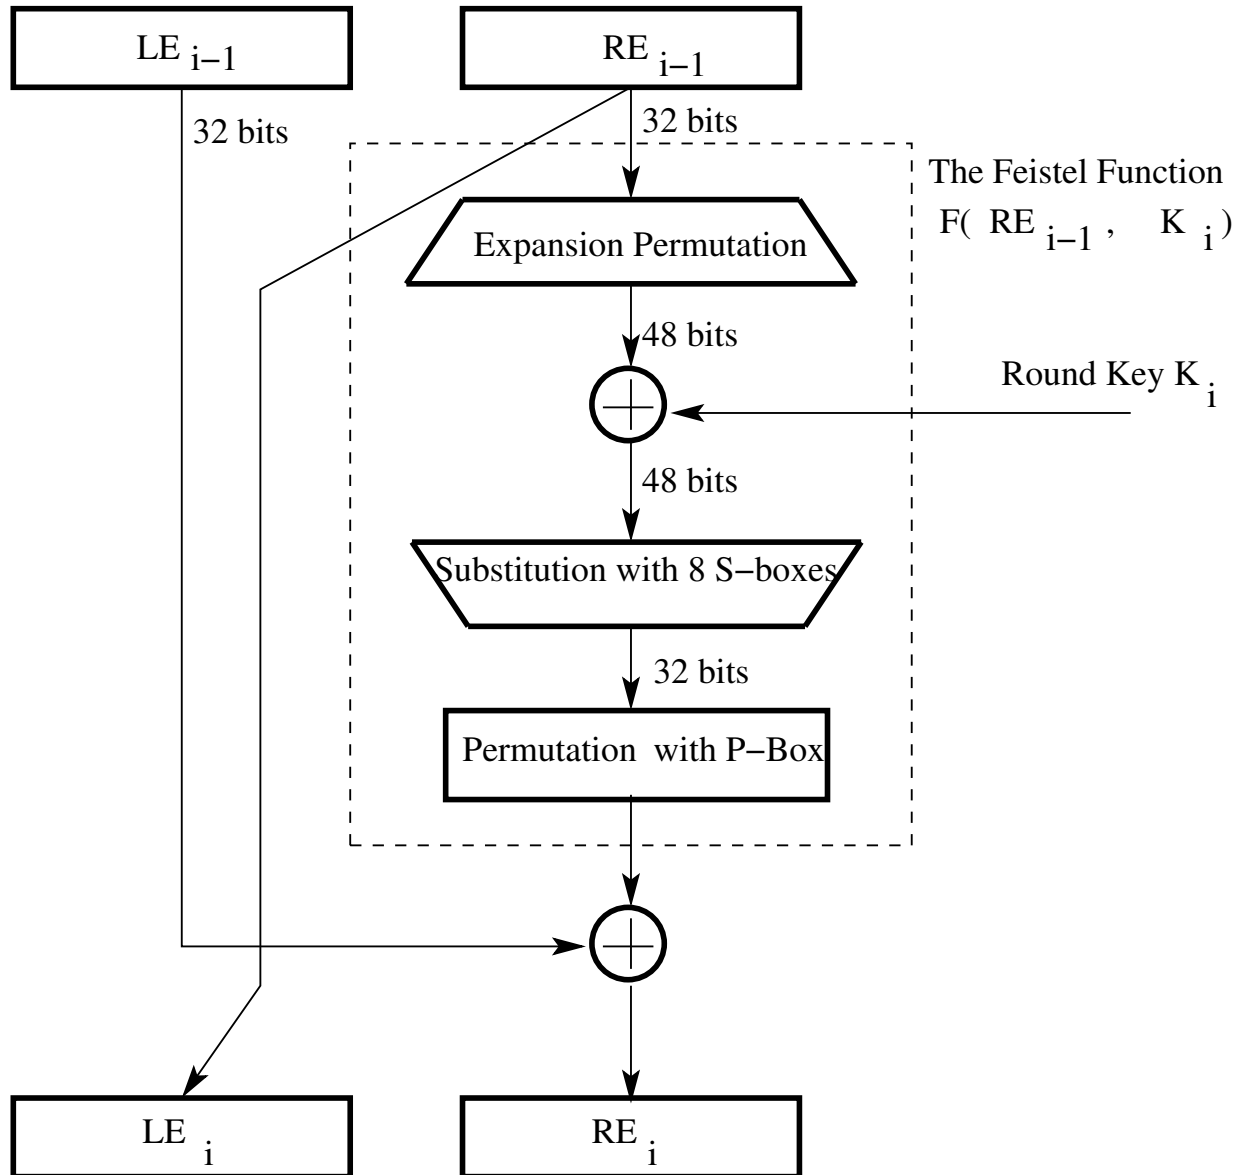 LE i−1
RE i−1
32 bits
32 bits
The Feistel Function
F( RE i−1 , K i )
Expansion Permutation
48 bits
Round Key K i
48 bits
Substitution with 8 S−boxes
32 bits
Permutation with P−Box
LE i
RE i